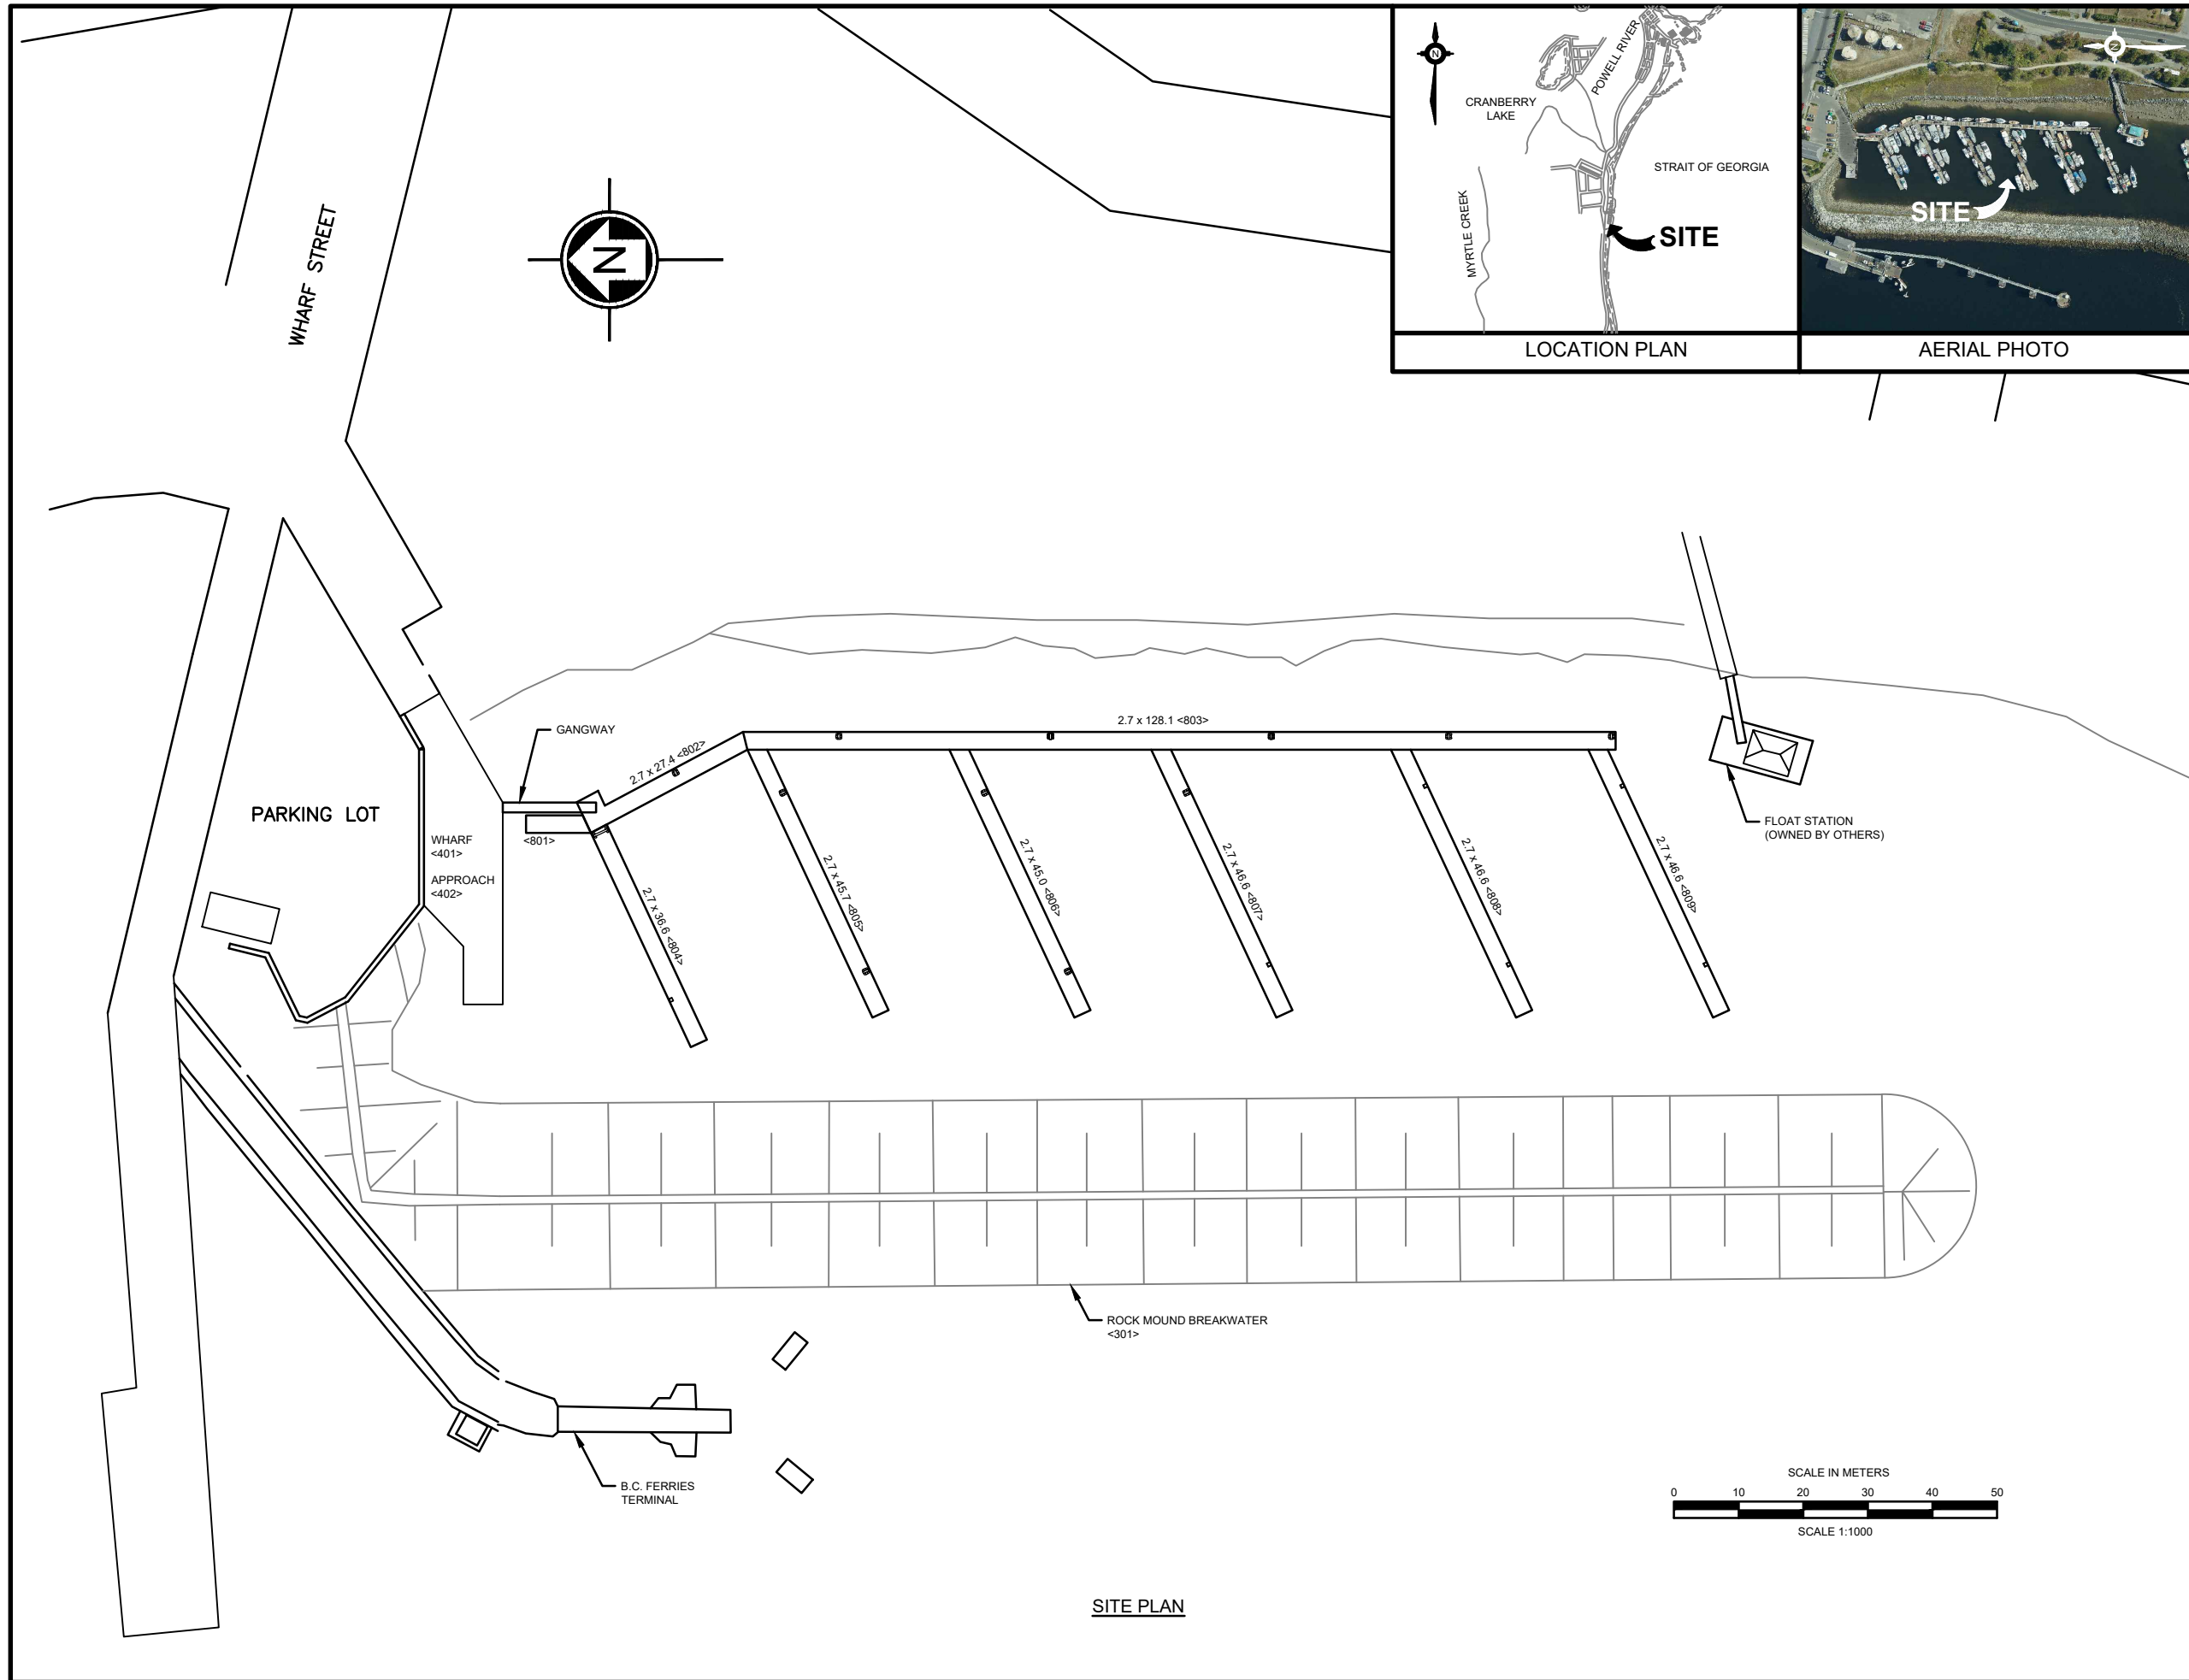 WHARF STREET
N
N
CRANBERRY
LAKE
POWELL RIVER
STRAIT OF GEORGIA
MYRTLE CREEK
SITE
LOCATION PLAN
N
SITE
AERIAL PHOTO
GANGWAY
2.7 x 27.4 <802>
2.7 x 128.1 <803>
PARKING LOT
WHARF
<401>
APPROACH
<402>
<801>
2.7 x 36.6 <804>
2.7 x 45.7 <805>
2.7 x 45.0 <806>
2.7 x 46.6 <807>
2.7 x 46.6 <808>
2.7 x 46.6 <809>
FLOAT STATION
(OWNED BY OTHERS)
ROCK MOUND BREAKWATER
<301>
B.C. FERRIES
TERMINAL
SCALE IN METERS
0 10 20 30 40 50
SCALE 1:1000
SITE PLAN